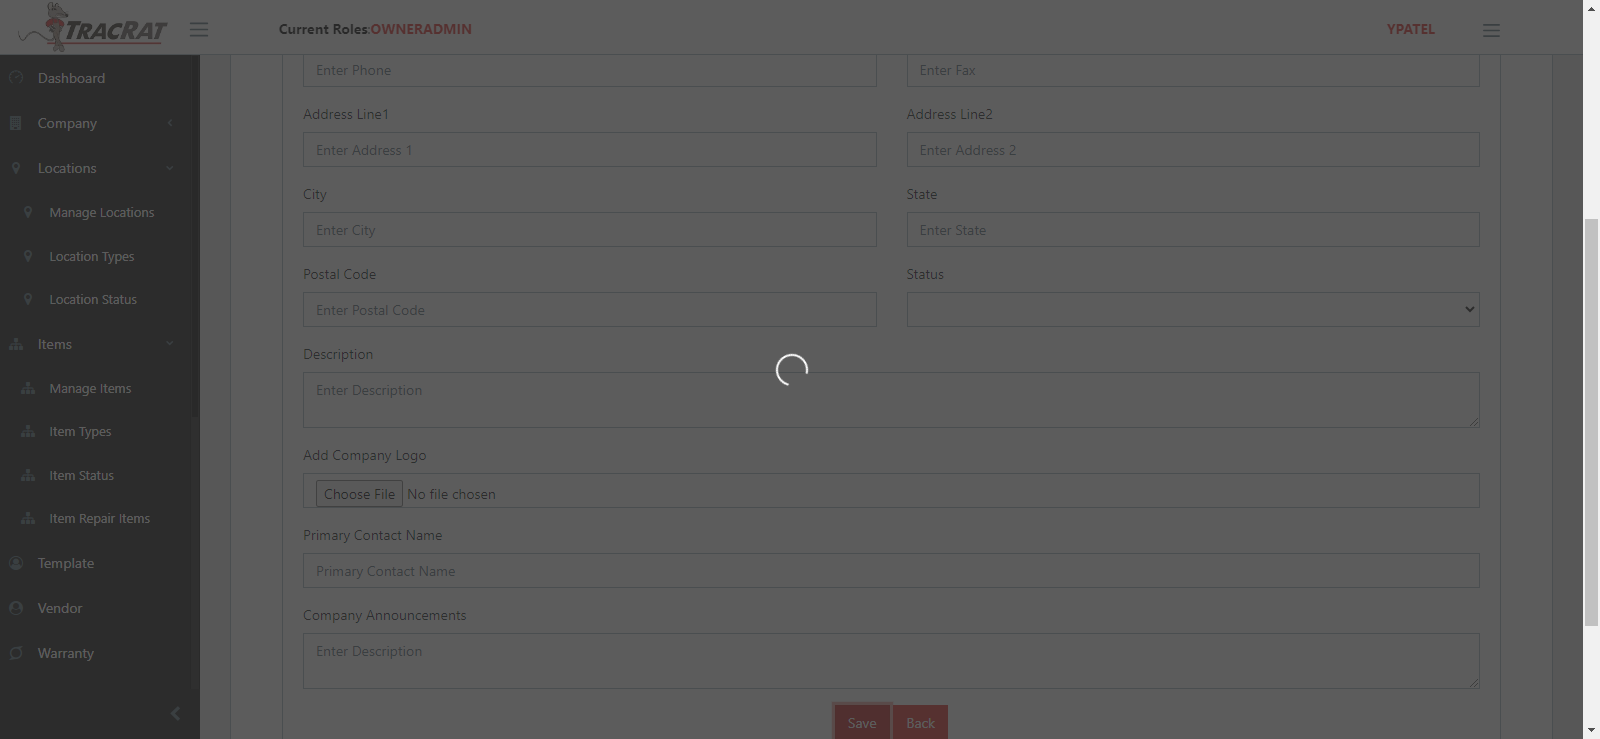 TRACRAT
Current Roles:OWNERADMIN
YPATEL
Dashboard
Company
Locations
Manage Locations
Location Types
Location Status
Items
Manage Items
Item Types
Item Status
Item Repair Items
Template
Vendor
Warranty
Enter Phone
Enter Fax
Address Line1
Address Line2
Enter Address 1
Enter Address 2
City
State
Enter City
Enter State
Postal Code
Status
Enter Postal Code
Description
Enter Description
Add Company Logo
Choose File No file chosen
Primary Contact Name
Primary Contact Name
Company Announcements
Enter Description
Save
Back